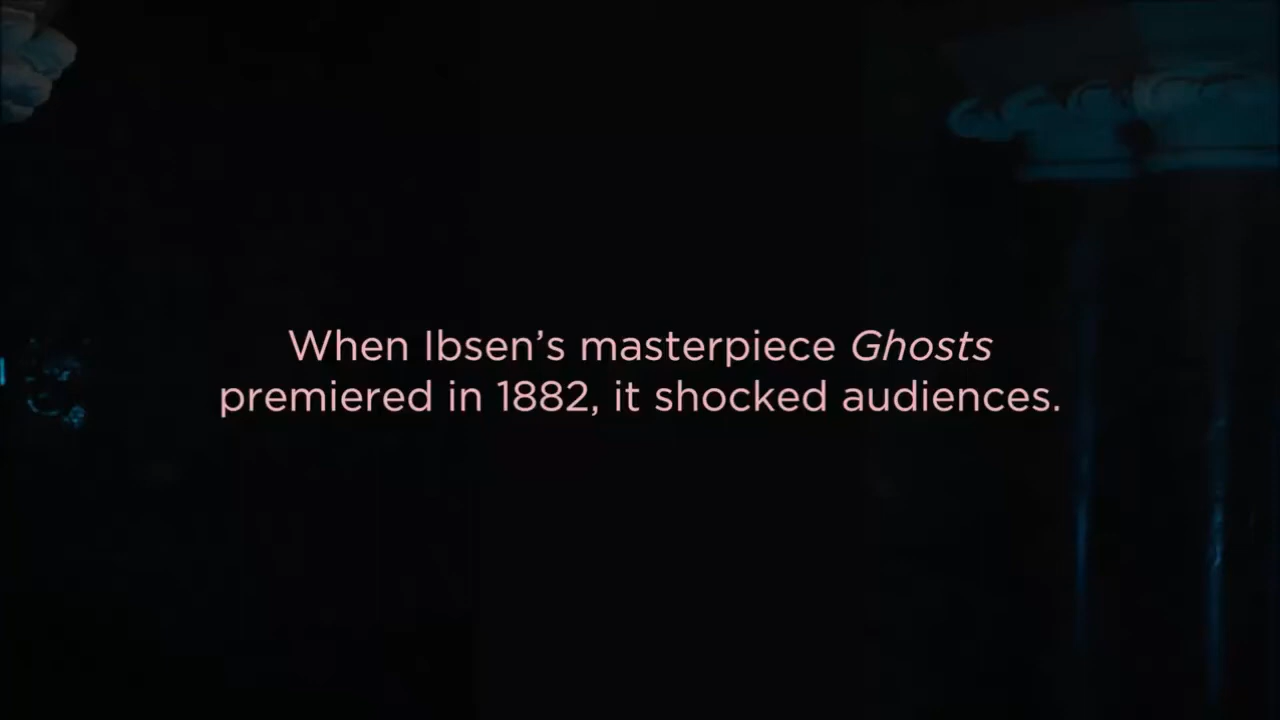 When Ibsen’s masterpiece Ghosts
premiered in 1882, it shocked audiences.